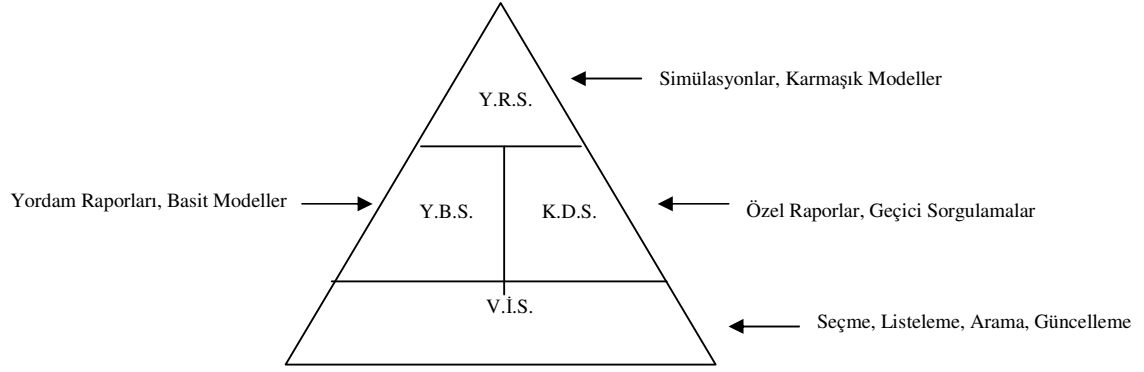 Simülasyonlar, Karmaşık Modeller
Y.R.S.
Yordam Raporları, Basit Modeller
Y.B.S.
K.D.S.
Özel Raporlar, Geçici Sorgulamalar
V.İ.S.
Seçme, Listeleme, Arama, Güncelleme